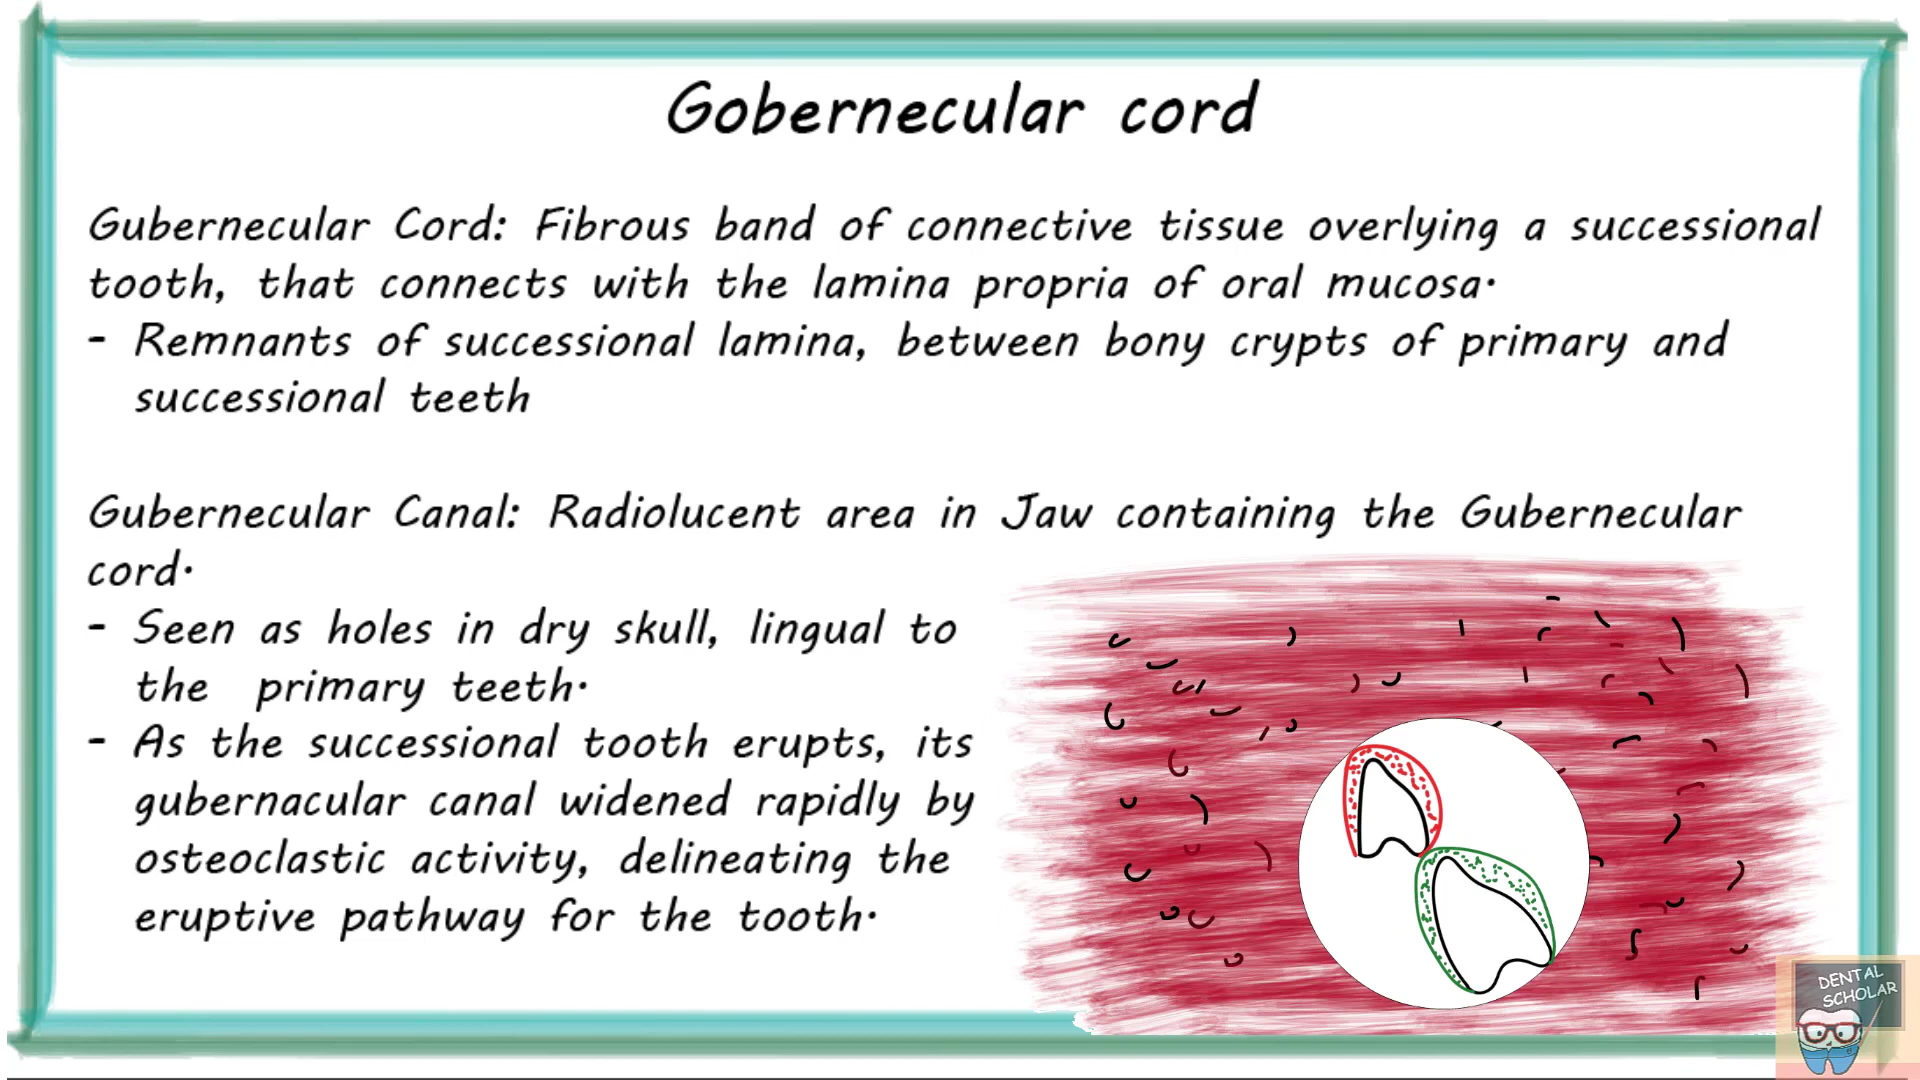 Gobernecular cord
Gubernecular Cord: Fibrous band of connective tissue overlying a successional
tooth, that connects with the lamina propria of oral mucosa.
- Remnants of successional lamina, between bony crypts of primary and
successional teeth
Gubernecular Canal: Radiolucent area in Jaw containing the Gubernecular
cord.
- Seen as holes in dry skull, lingual to
the primary teeth.
- As the successional tooth erupts, its
gubernacular canal widened rapidly by
osteoclastic activity, delineating the
eruptive pathway for the tooth.
DENTAL
SCHOLAR